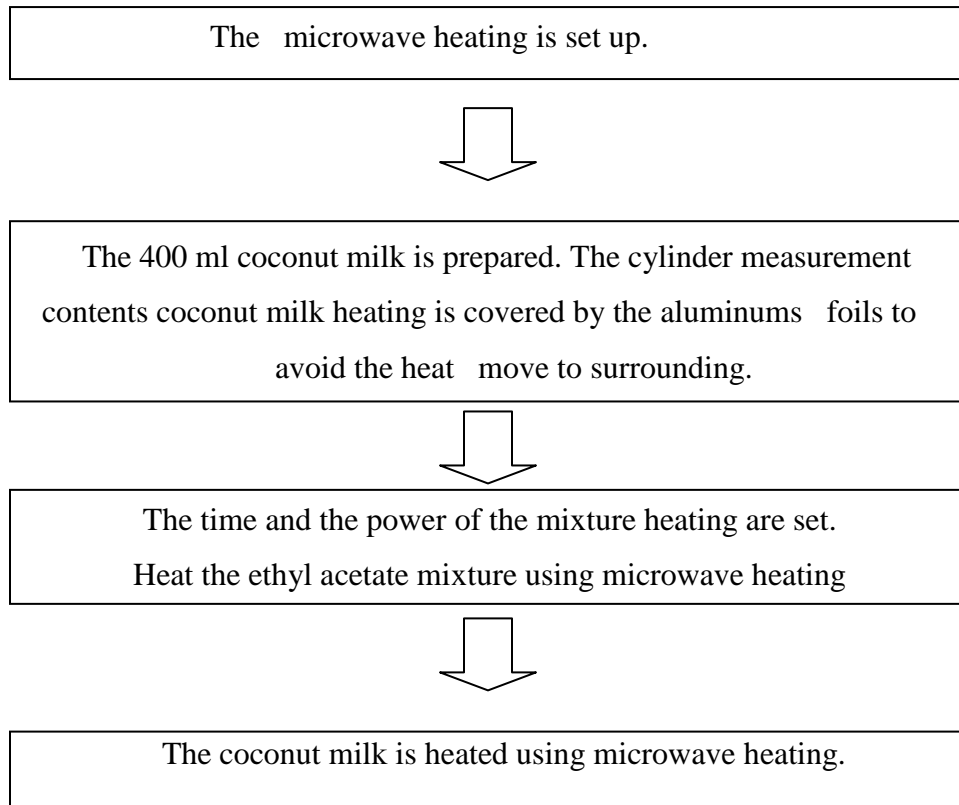 The microwave heating is set up.
The 400 ml coconut milk is prepared. The cylinder measurement
contents coconut milk heating is covered by the aluminums foils to
avoid the heat move to surrounding.
The time and the power of the mixture heating are set.
Heat the ethyl acetate mixture using microwave heating
The coconut milk is heated using microwave heating.